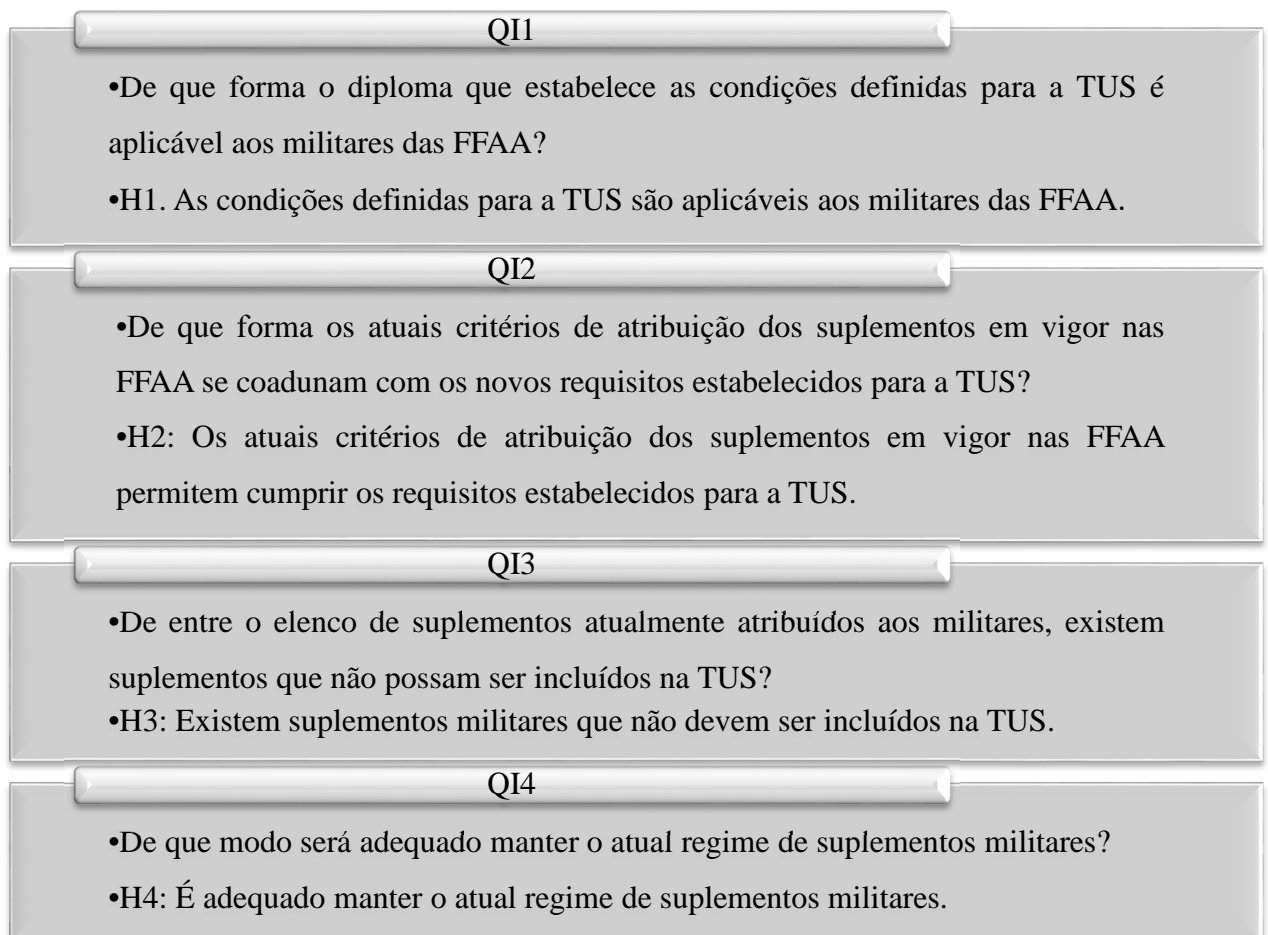 QI1
•De que forma o diploma que estabelece as condições definidas para a TUS é
aplicável aos militares das FFAA?
•H1. As condições definidas para a TUS são aplicáveis aos militares das FFAA.
QI2
•De que forma os atuais critérios de atribuição dos suplementos em vigor nas
FFAA se coadunam com os novos requisitos estabelecidos para a TUS?
•H2: Os atuais critérios de atribuição dos suplementos em vigor nas FFAA
permitem cumprir os requisitos estabelecidos para a TUS.
QI3
•De entre o elenco de suplementos atualmente atribuídos aos militares, existem
suplementos que não possam ser incluídos na TUS?
•H3: Existem suplementos militares que não devem ser incluídos na TUS.
QI4
•De que modo será adequado manter o atual regime de suplementos militares?
•H4: É adequado manter o atual regime de suplementos militares.